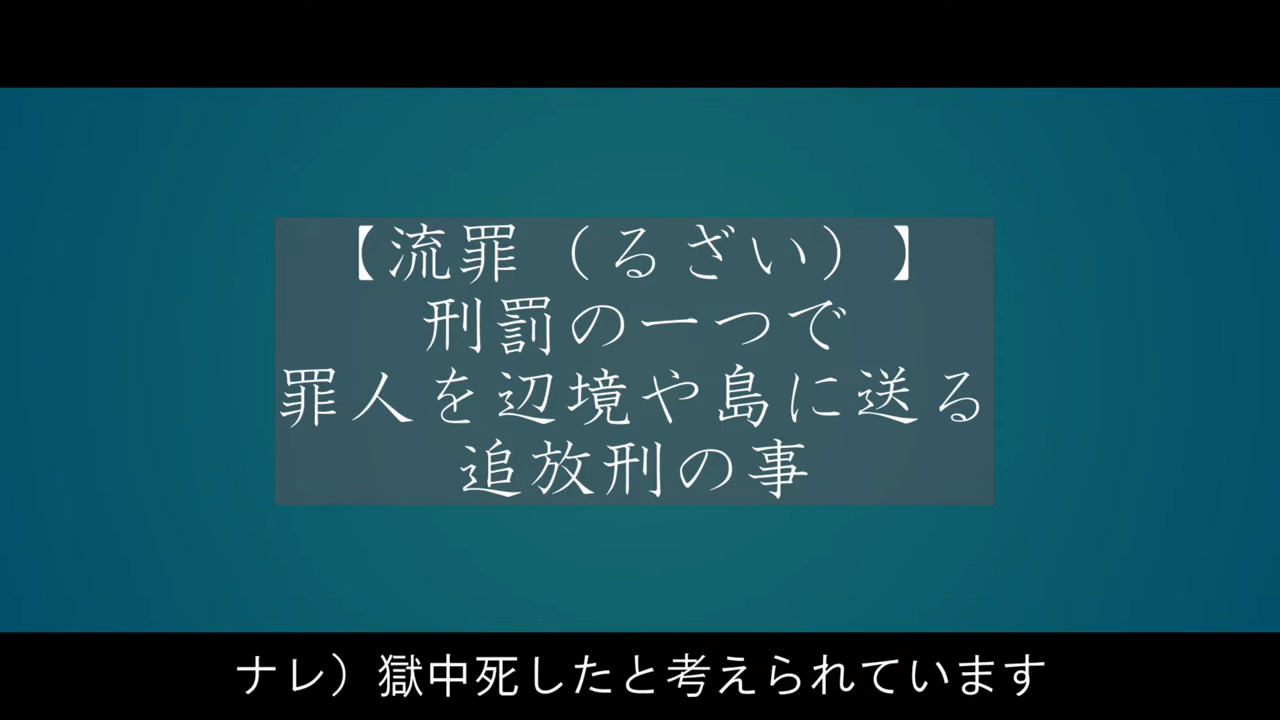 【流罪（るざい）】
刑罰の一つで
罪人を辺境や島に送る
追放刑の事
ナレ）獄中死したと考えられています